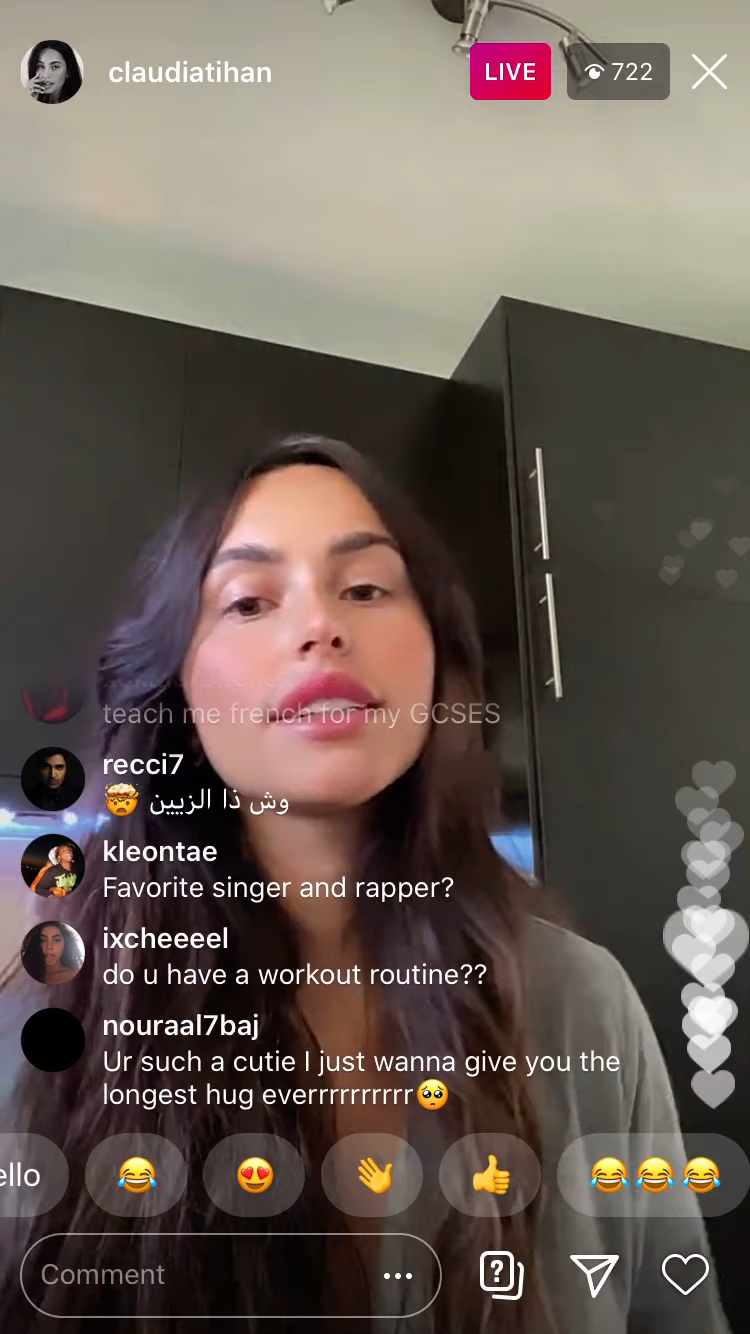 claudiatihan
LIVE
722
teach me french for my GCSES
recci7
🤯 وش ذا الزيين
kleontae
Favorite singer and rapper?
ixcheeeel
do u have a workout routine??
nouraal7baj
Ur such a cutie I just wanna give you the
longest hug everrrrrrrrrr🥺
ello
😂 😍 👋 👍 😂😂😂
Comment